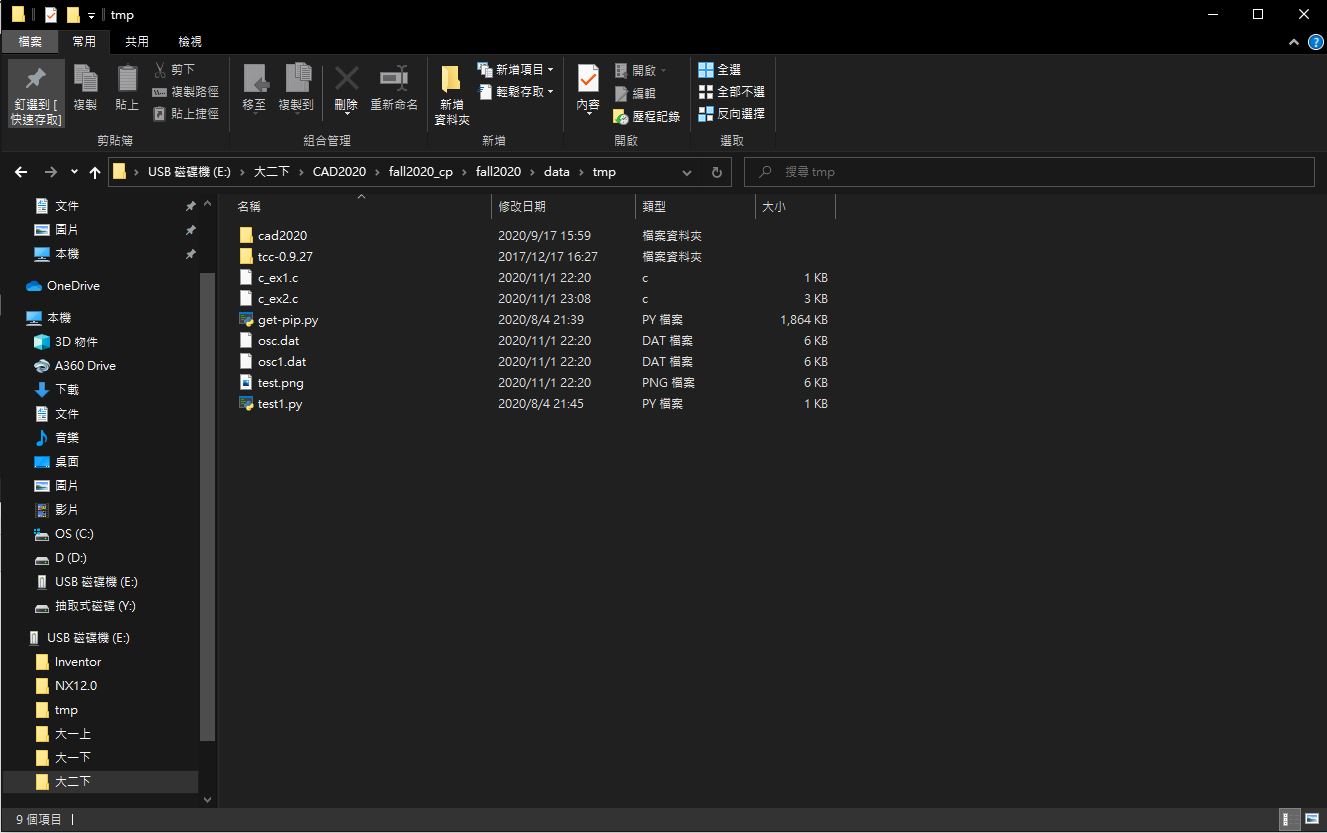 tmp
檔案 常用 共用 檢視
釘選到 [
快速存取]
複製
貼上
剪下
複製路徑
貼上捷徑
剪貼簿
移至
複製到
刪除
重新命名
組合管理
新增
資料夾
新增項目
輕鬆存取
新增
內容
開啟
編輯
歷程記錄
開啟
全選
全部不選
反向選擇
選取
USB 磁碟機 (E:) › 大二下 › CAD2020 › fall2020_cp › fall2020 › data › tmp
搜尋 tmp
文件
圖片
本機
OneDrive
本機
3D 物件
A360 Drive
下載
文件
音樂
桌面
圖片
影片
OS (C:)
D (D:)
USB 磁碟機 (E:)
抽取式磁碟 (Y:)
USB 磁碟機 (E:)
Inventor
NX12.0
tmp
大一上
大一下
大二下
名稱 修改日期 類型 大小
cad2020 2020/9/17 15:59 檔案資料夾
tcc-0.9.27 2017/12/17 16:27 檔案資料夾
c_ex1.c 2020/11/1 22:20 c 1 KB
c_ex2.c 2020/11/1 23:08 c 3 KB
get-pip.py 2020/8/4 21:39 PY 檔案 1,864 KB
osc.dat 2020/11/1 22:20 DAT 檔案 6 KB
osc1.dat 2020/11/1 22:20 DAT 檔案 6 KB
test.png 2020/11/1 22:20 PNG 檔案 6 KB
test1.py 2020/8/4 21:45 PY 檔案 1 KB
9 個項目